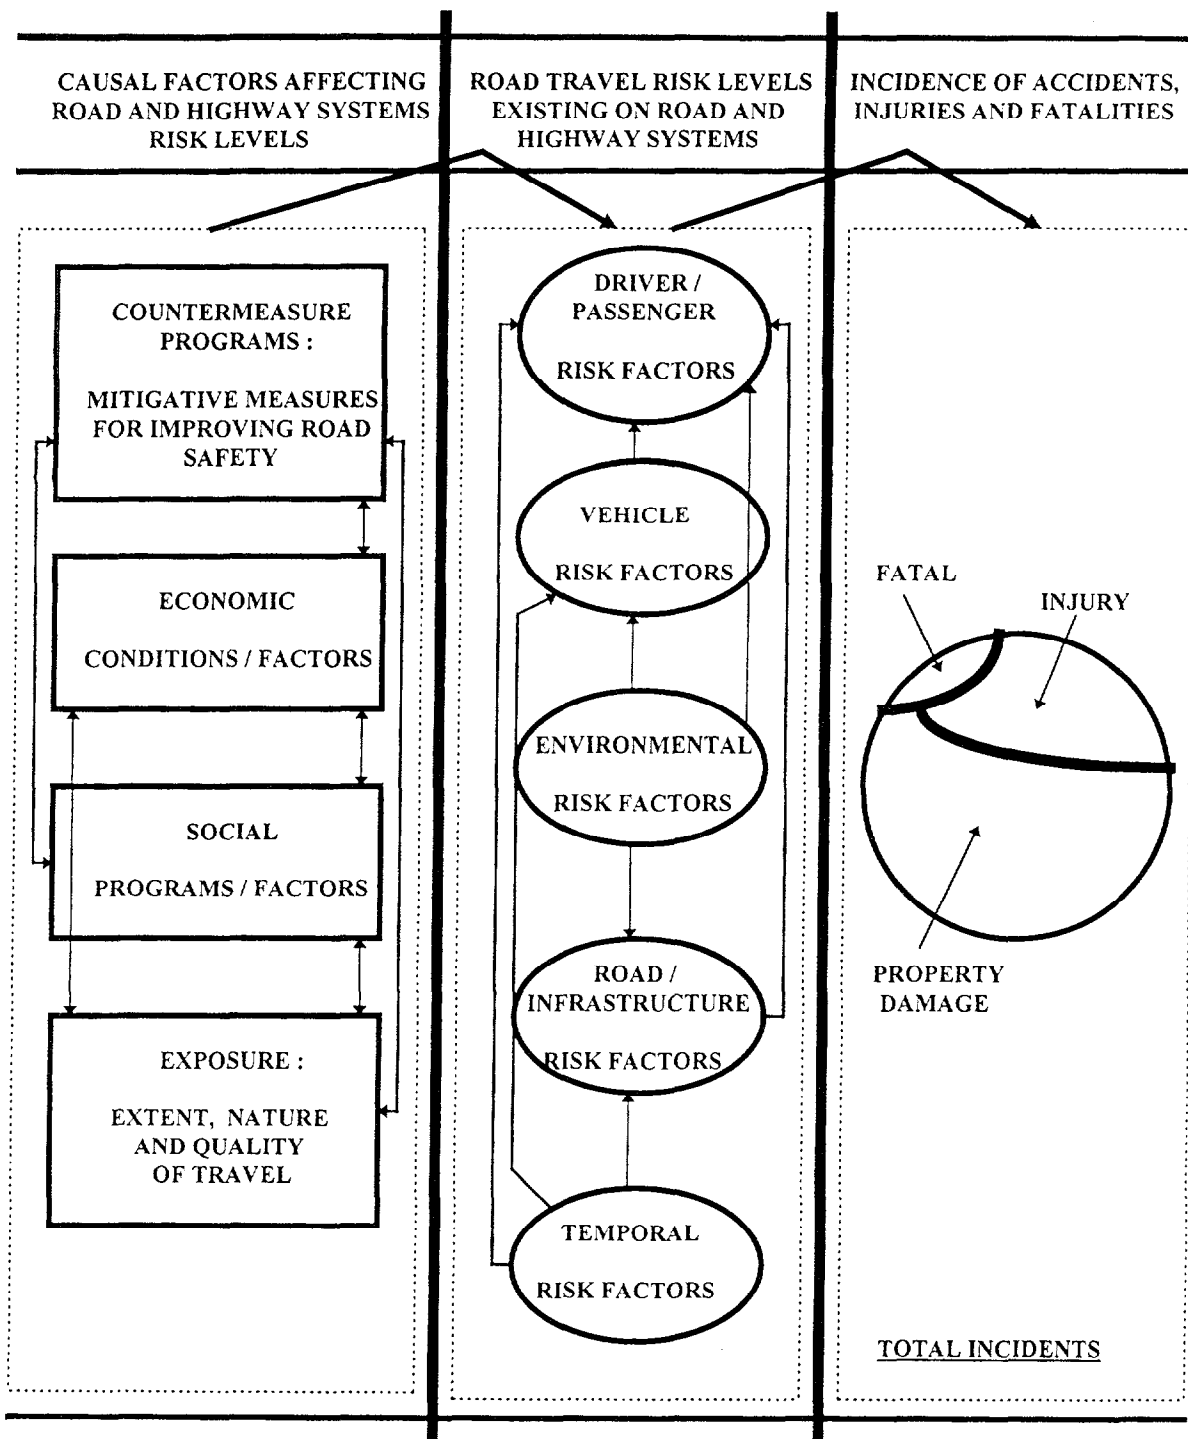 CAUSAL FACTORS AFFECTING
ROAD AND HIGHWAY SYSTEMS
RISK LEVELS
ROAD TRAVEL RISK LEVELS
EXISTING ON ROAD AND
HIGHWAY SYSTEMS
INCIDENCE OF ACCIDENTS,
INJURIES AND FATALITIES
COUNTERMEASURE
PROGRAMS :
MITIGATIVE MEASURES
FOR IMPROVING ROAD
SAFETY
ECONOMIC
CONDITIONS / FACTORS
SOCIAL
PROGRAMS / FACTORS
EXPOSURE :
EXTENT, NATURE
AND QUALITY
OF TRAVEL
DRIVER /
PASSENGER
RISK FACTORS
VEHICLE
RISK FACTORS
ENVIRONMENTAL
RISK FACTORS
ROAD /
INFRASTRUCTURE
RISK FACTORS
TEMPORAL
RISK FACTORS
FATAL
INJURY
PROPERTY
DAMAGE
TOTAL INCIDENTS